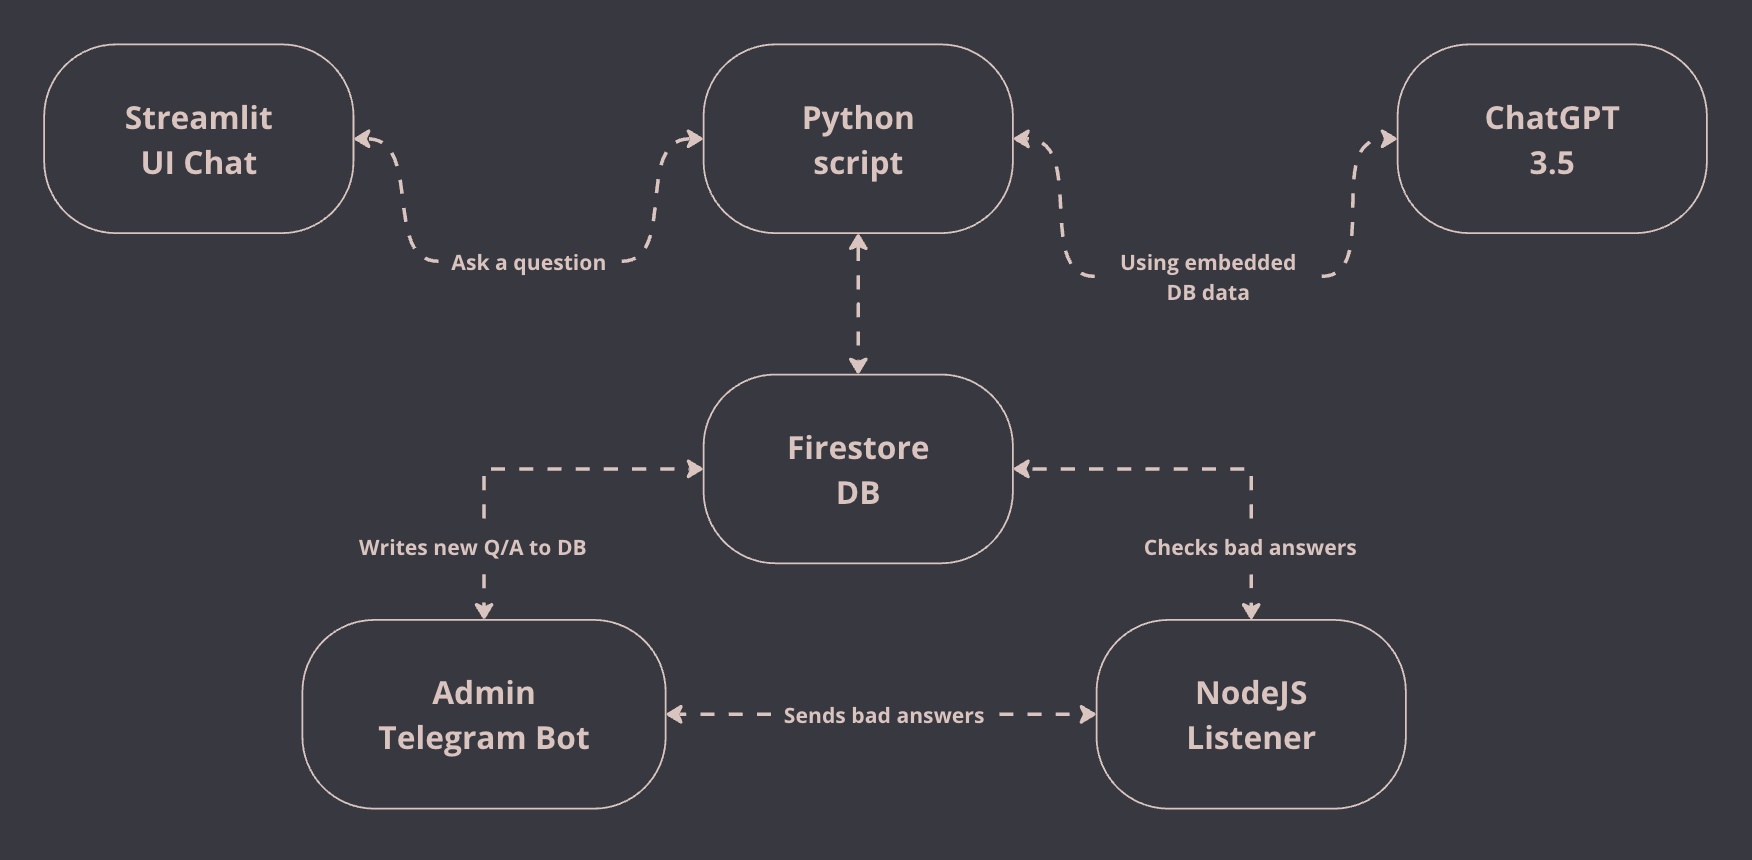 Streamlit
UI Chat
Python
script
ChatGPT
3.5
Ask a question
Using embedded
DB data
Firestore
DB
Writes new Q/A to DB
Checks bad answers
Admin
Telegram Bot
Sends bad answers
NodeJS
Listener